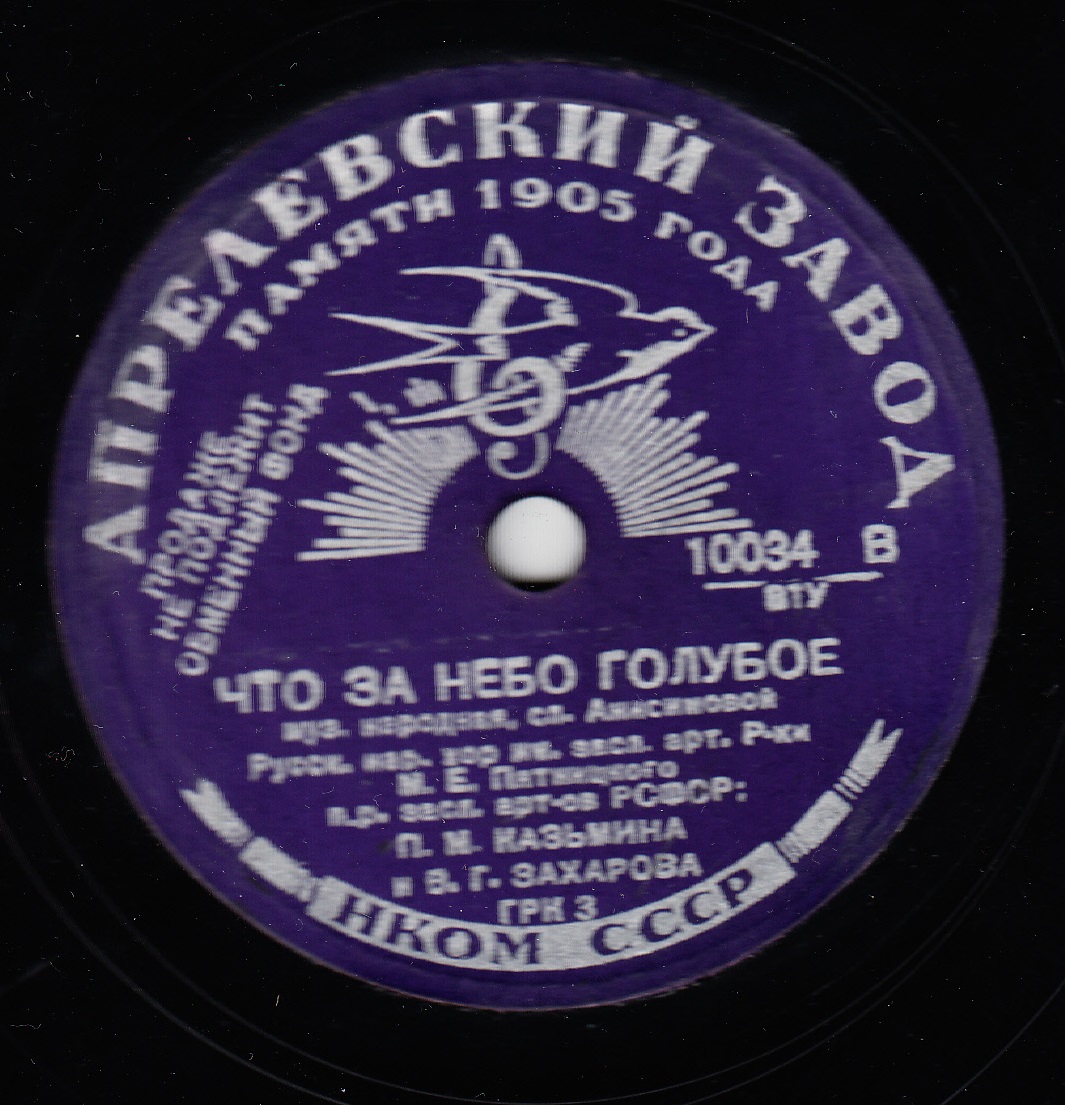 АПРЕЛЕВСКИЙ ЗАВОД
ПАМЯТИ 1905 ГОДА
ПРОДАЖЕ
НЕ ПОДЛЕЖИТ
ОБМЕННЫЙ ФОНД
10034 В
ВТУ
ЧТО ЗА НЕБО ГОЛУБОЕ
муз. народная, сл. Анисимовой
Русск. нар. хор им. засл. арт. Р-ки
М. Е. Пятницкого
п.р. засл. арт-ов РСФСР:
П. М. КАЗЬМИНА
и В. Г. ЗАХАРОВА
ГРК 3
НКОМ СССР